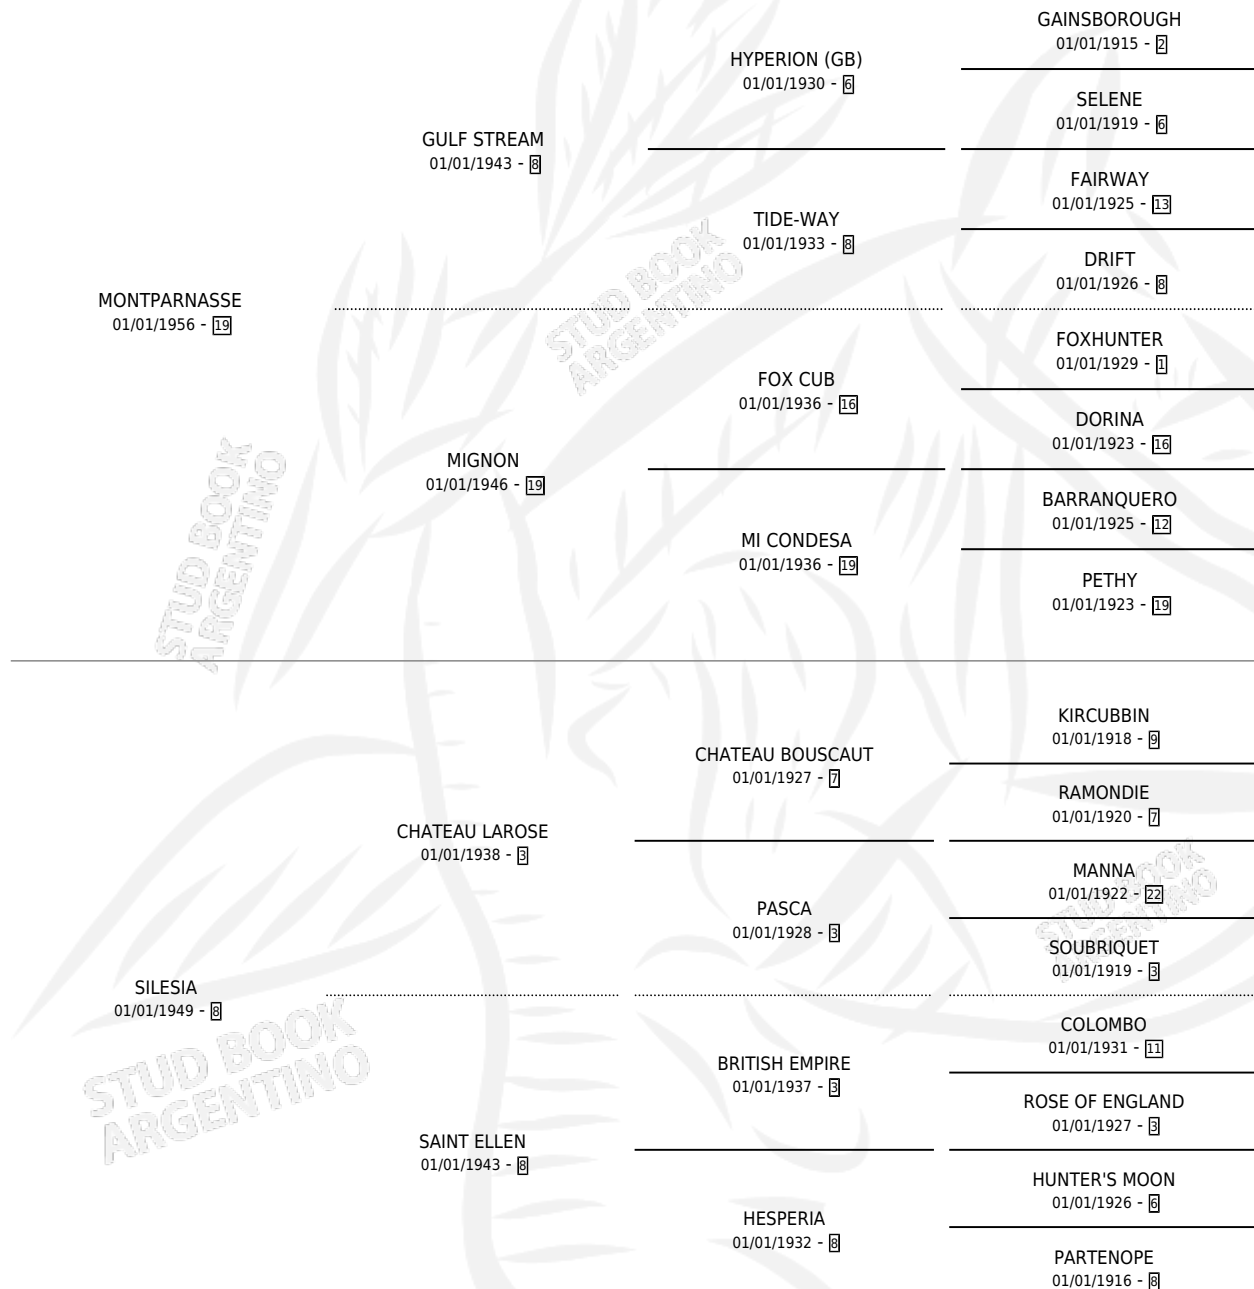 GAINSBOROUGH
01/01/1915 - 2
HYPERION (GB)
01/01/1930 - 6
SELENE
01/01/1919 - 6
GULF STREAM
01/01/1943 - 8
FAIRWAY
01/01/1925 - 13
TIDE-WAY
01/01/1933 - 8
DRIFT
01/01/1926 - 8
MONTPARNASSE
01/01/1956 - 19
STUD BOOK
ARGENTINO
FOXHUNTER
01/01/1929 - 1
FOX CUB
01/01/1936 - 16
DORINA
01/01/1923 - 16
MIGNON
01/01/1946 - 19
BARRANQUERO
01/01/1925 - 12
MI CONDESA
01/01/1936 - 19
PETHY
01/01/1923 - 19
STUD BOOK
ARGENTINO
KIRCUBBIN
01/01/1918 - 9
CHATEAU BOUSCAUT
01/01/1927 - 7
RAMONDIE
01/01/1920 - 7
CHATEAU LAROSE
01/01/1938 - 3
MANNA
01/01/1922 - 22
PASCA
01/01/1928 - 3
SOUBRIQUET
01/01/1919 - 3
STUD BOOK
ARGENTINO
SILESIA
01/01/1949 - 8
COLOMBO
01/01/1931 - 11
BRITISH EMPIRE
01/01/1937 - 3
ROSE OF ENGLAND
01/01/1927 - 3
STUD BOOK
ARGENTINO
SAINT ELLEN
01/01/1943 - 8
HUNTER'S MOON
01/01/1926 - 6
HESPERIA
01/01/1932 - 8
PARTENOPE
01/01/1916 - 8